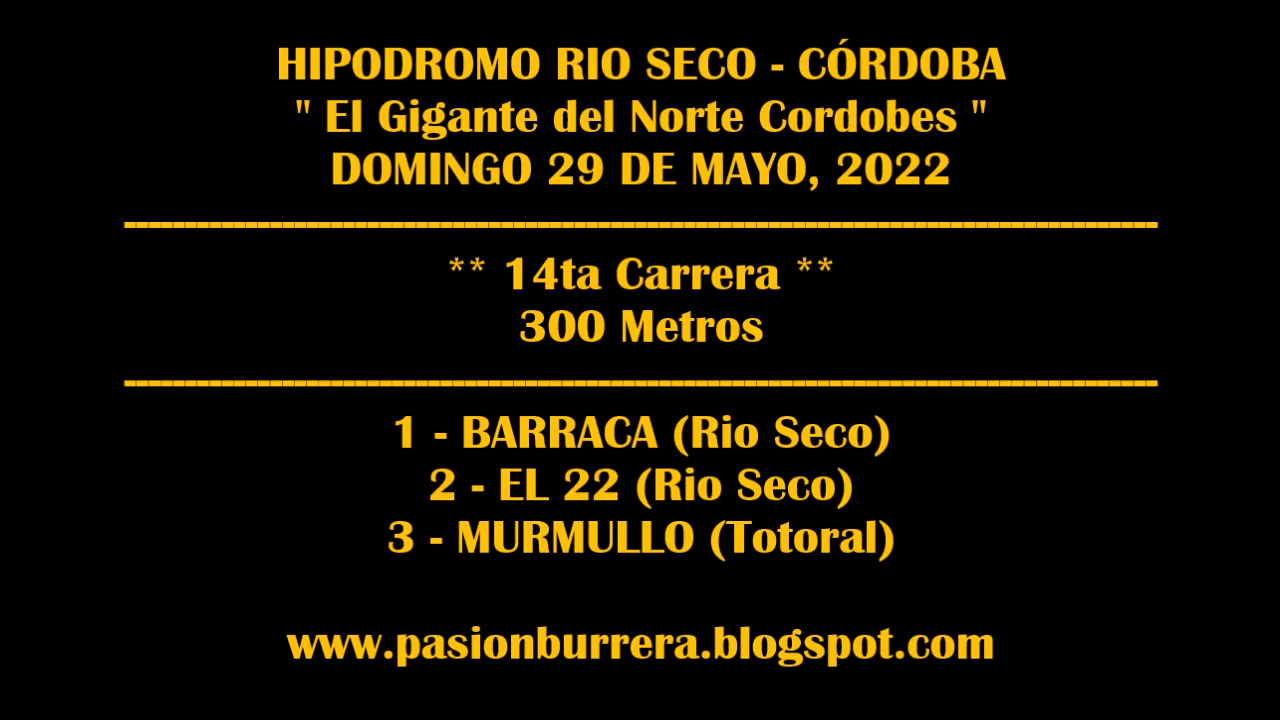 HIPODROMO RIO SECO - CÓRDOBA
" El Gigante del Norte Cordobes "
DOMINGO 29 DE MAYO, 2022
** 14ta Carrera **
300 Metros
1 - BARRACA (Rio Seco)
2 - EL 22 (Rio Seco)
3 - MURMULLO (Totoral)
www.pasionburrera.blogspot.com